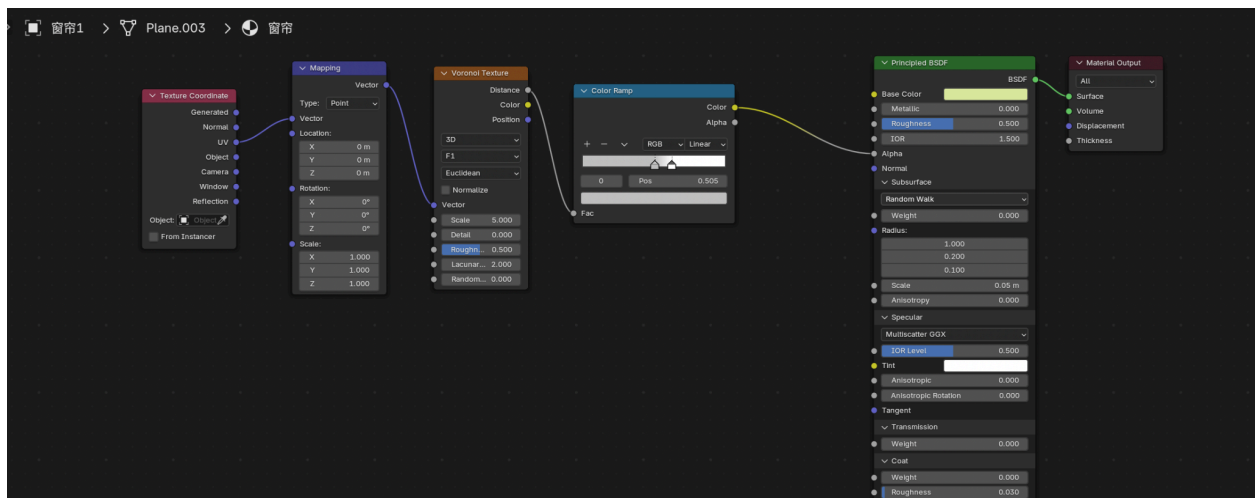 窗帘1 > Plane.003 > 窗帘
Texture Coordinate
Generated
Normal
UV
Object
Camera
Window
Reflection
Object: Object
From Instancer
Mapping
Vector
Type: Point
Vector
Location:
X 0 m
Y 0 m
Z 0 m
Rotation:
X 0°
Y 0°
Z 0°
Scale:
X 1.000
Y 1.000
Z 1.000
Voronoi Texture
Distance
Color
Position
3D
F1
Euclidean
Normalize
Vector
Scale 5.000
Detail 0.000
Roughn... 0.500
Lacunar... 2.000
Random... 0.000
Color Ramp
Color
Alpha
+ − RGB Linear
0 Pos 0.505
Fac
Principled BSDF
BSDF
Base Color
Metallic 0.000
Roughness 0.500
IOR 1.500
Alpha
Normal
Subsurface
Random Walk
Weight 0.000
Radius:
1.000
0.200
0.100
Scale 0.05 m
Anisotropy 0.000
Specular
Multiscatter GGX
IOR Level 0.500
Tint
Anisotropic 0.000
Anisotropic Rotation 0.000
Tangent
Transmission
Weight 0.000
Coat
Weight 0.000
Roughness 0.030
Material Output
All
Surface
Volume
Displacement
Thickness